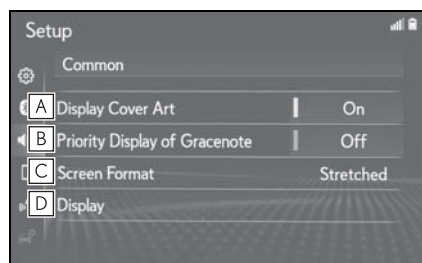 Setup
Common
A Display Cover Art On
B Priority Display of Gracenote Off
C Screen Format Stretched
D Display